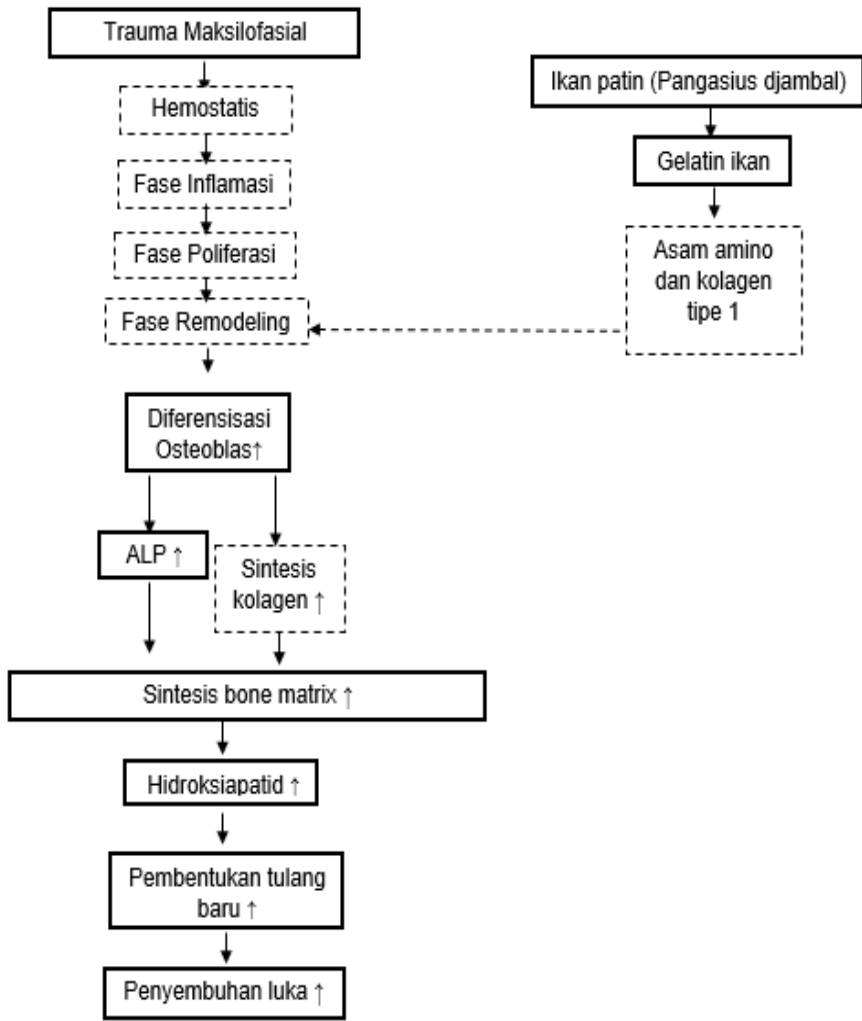 Trauma Maksilofasial
Hemostatis
Fase Inflamasi
Fase Poliferasi
Fase Remodeling
Ikan patin (Pangasius djambal)
Gelatin ikan
Asam amino
dan kolagen
tipe 1
Diferensisasi
Osteoblas↑
ALP ↑
Sintesis
kolagen ↑
Sintesis bone matrix ↑
Hidroksiapatid ↑
Pembentukan tulang
baru ↑
Penyembuhan luka ↑